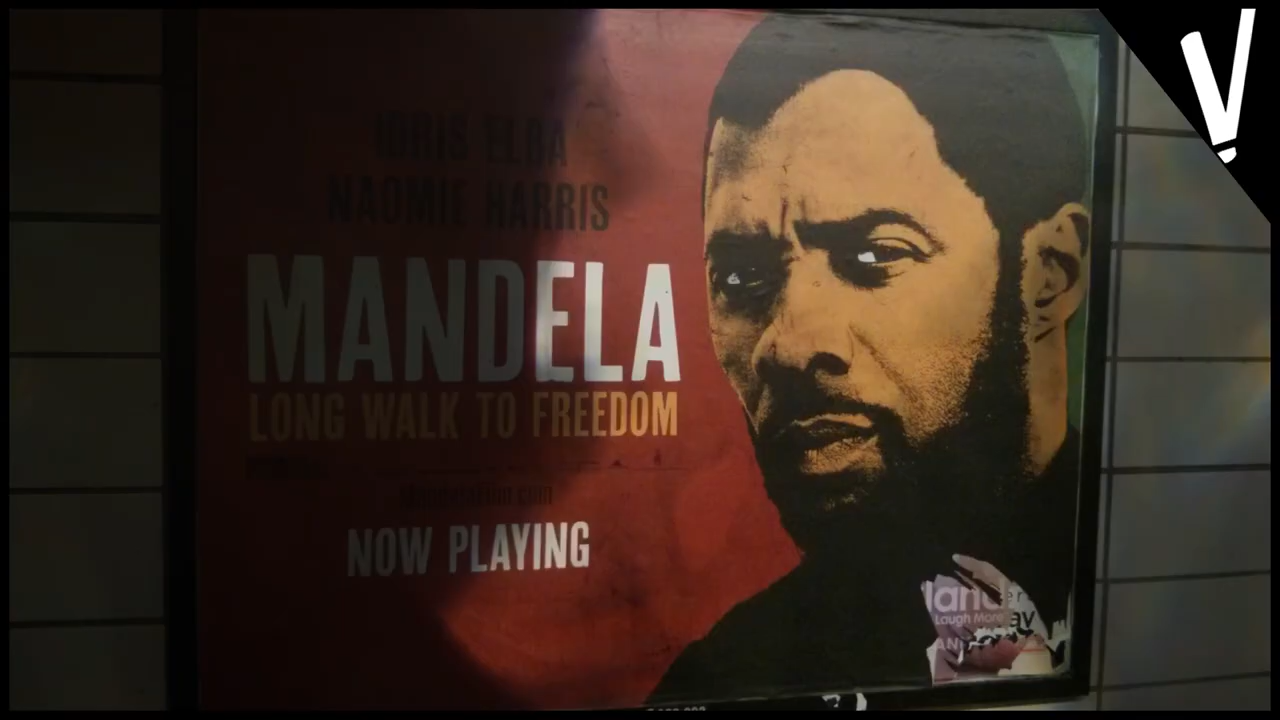 IDRIS ELBA
NAOMIE HARRIS
MANDELA
LONG WALK TO FREEDOM
NOW PLAYING
Laugh More